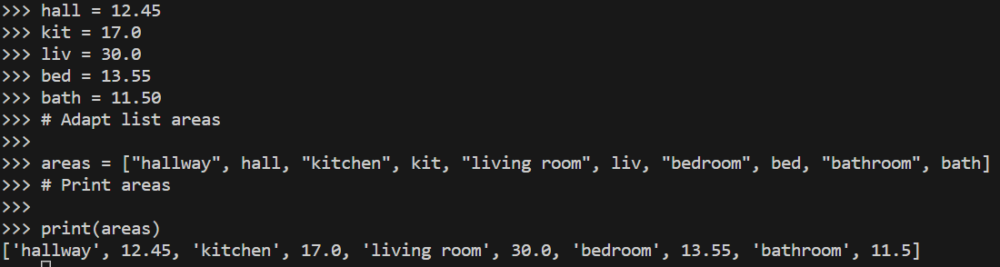 >>> hall = 12.45
>>> kit = 17.0
>>> liv = 30.0
>>> bed = 13.55
>>> bath = 11.50
>>> # Adapt list areas
>>>
>>> areas = ["hallway", hall, "kitchen", kit, "living room", liv, "bedroom", bed, "bathroom", bath]
>>> # Print areas
>>>
>>> print(areas)
['hallway', 12.45, 'kitchen', 17.0, 'living room', 30.0, 'bedroom', 13.55, 'bathroom', 11.5]